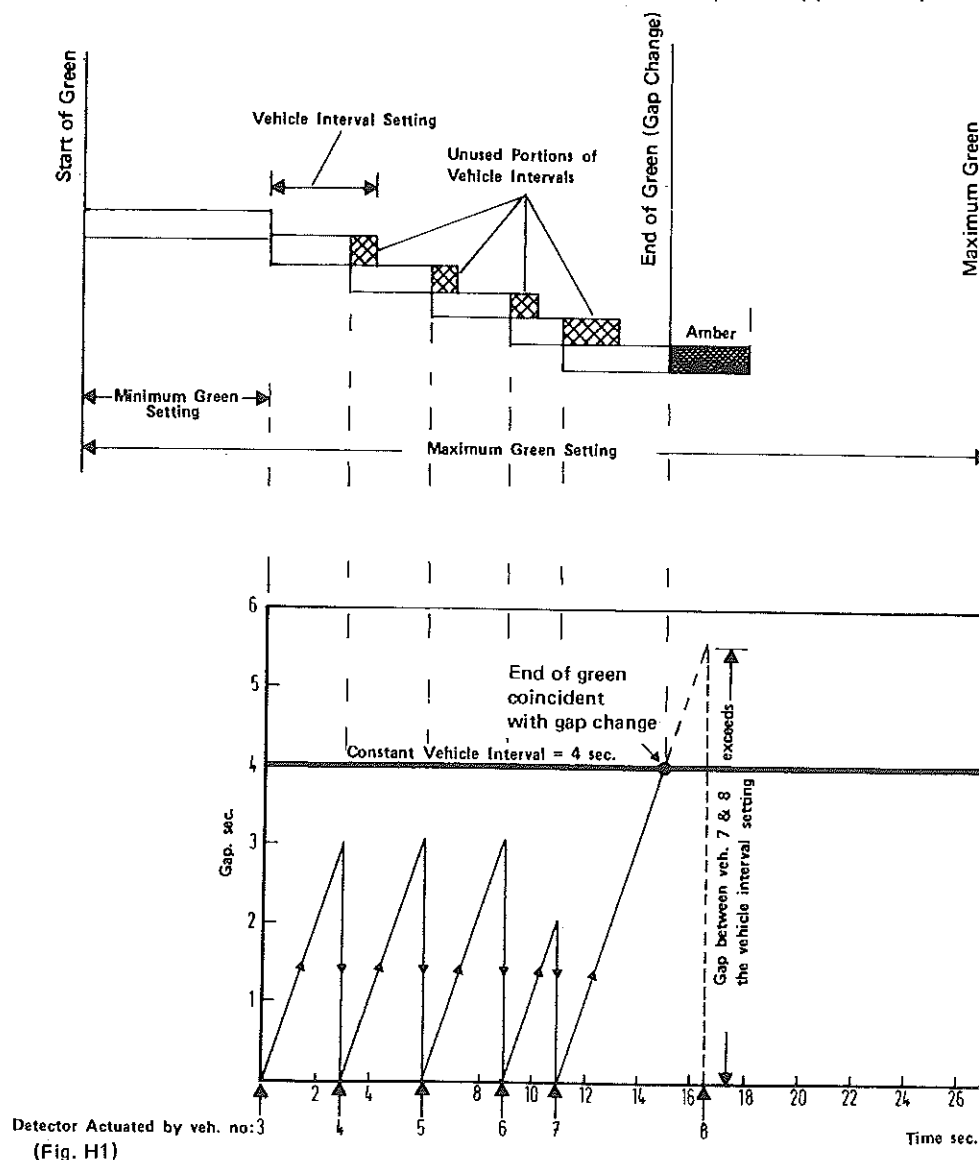 Start of Green
Vehicle Interval Setting
Unused Portions of
Vehicle Intervals
End of Green (Gap Change)
Maximum Green
Amber
Minimum Green
Setting
Maximum Green Setting
6
5
4
3
2
1
Gap. sec.
End of green
coincident
with gap change
Constant Vehicle Interval = 4 sec.
Gap between veh. 7 & 8 exceeds
the vehicle interval setting
2 4 8 10 12 14 16 18 20 22 24 26
Detector Actuated by veh. no: 3 4 5 6 7 8
Time sec.
(Fig. H1)